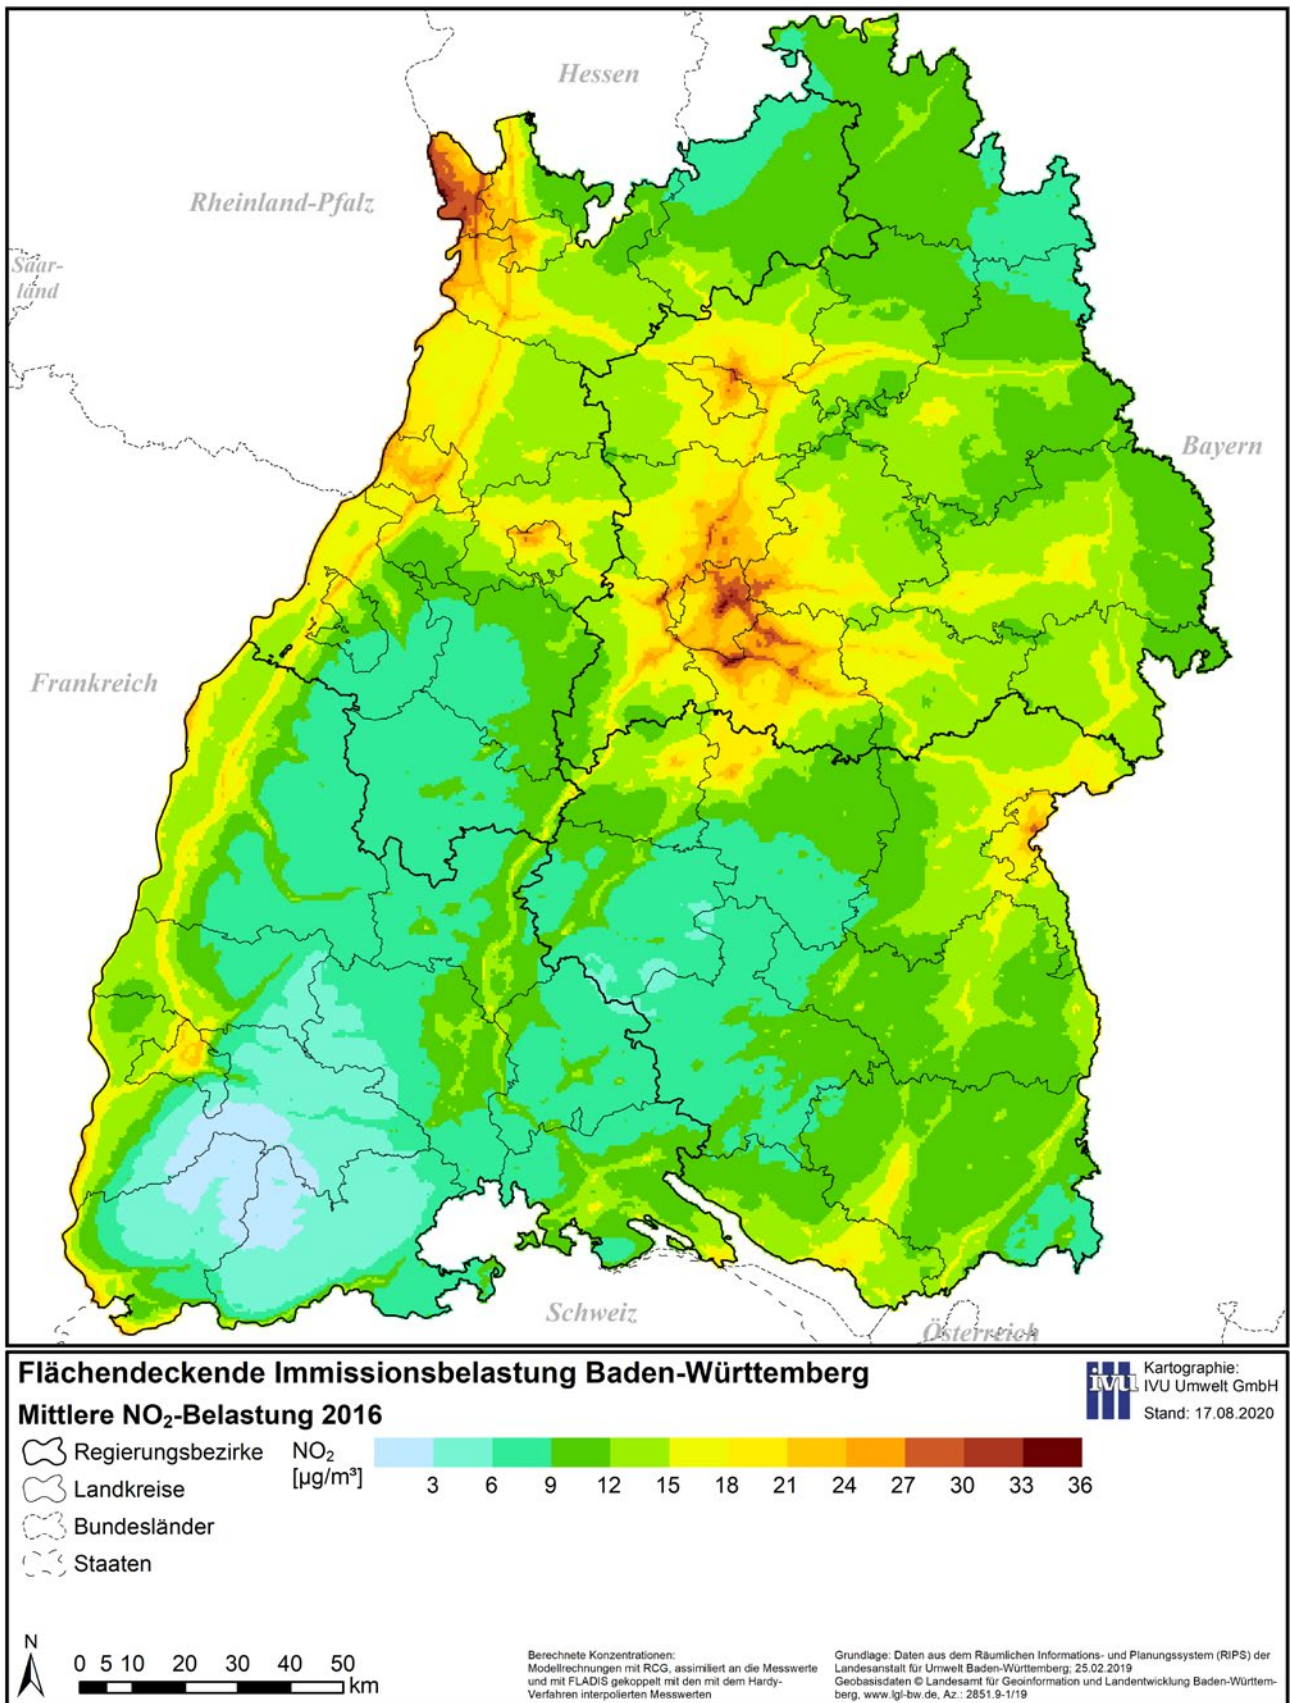 Hessen
Rheinland-Pfalz
Saar-
land
Bayern
Frankreich
Schweiz
Österreich
Flächendeckende Immissionsbelastung Baden-Württemberg
Mittlere NO₂-Belastung 2016
ivu
Kartographie:
IVU Umwelt GmbH
Stand: 17.08.2020
Regierungsbezirke
Landkreise
Bundesländer
Staaten
NO₂
[µg/m³]
3 6 9 12 15 18 21 24 27 30 33 36
N
0 5 10 20 30 40 50
km
Berechnete Konzentrationen:
Modellrechnungen mit RCG, assimiliert an die Messwerte
und mit FLADIS gekoppelt mit den mit dem Hardy-
Verfahren interpolierten Messwerten
Grundlage: Daten aus dem Räumlichen Informations- und Planungssystem (RIPS) der
Landesanstalt für Umwelt Baden-Württemberg; 25.02.2019
Geobasisdaten © Landesamt für Geoinformation und Landentwicklung Baden-Württem-
berg, www.lgl-bw.de, Az.: 2851.9-1/19